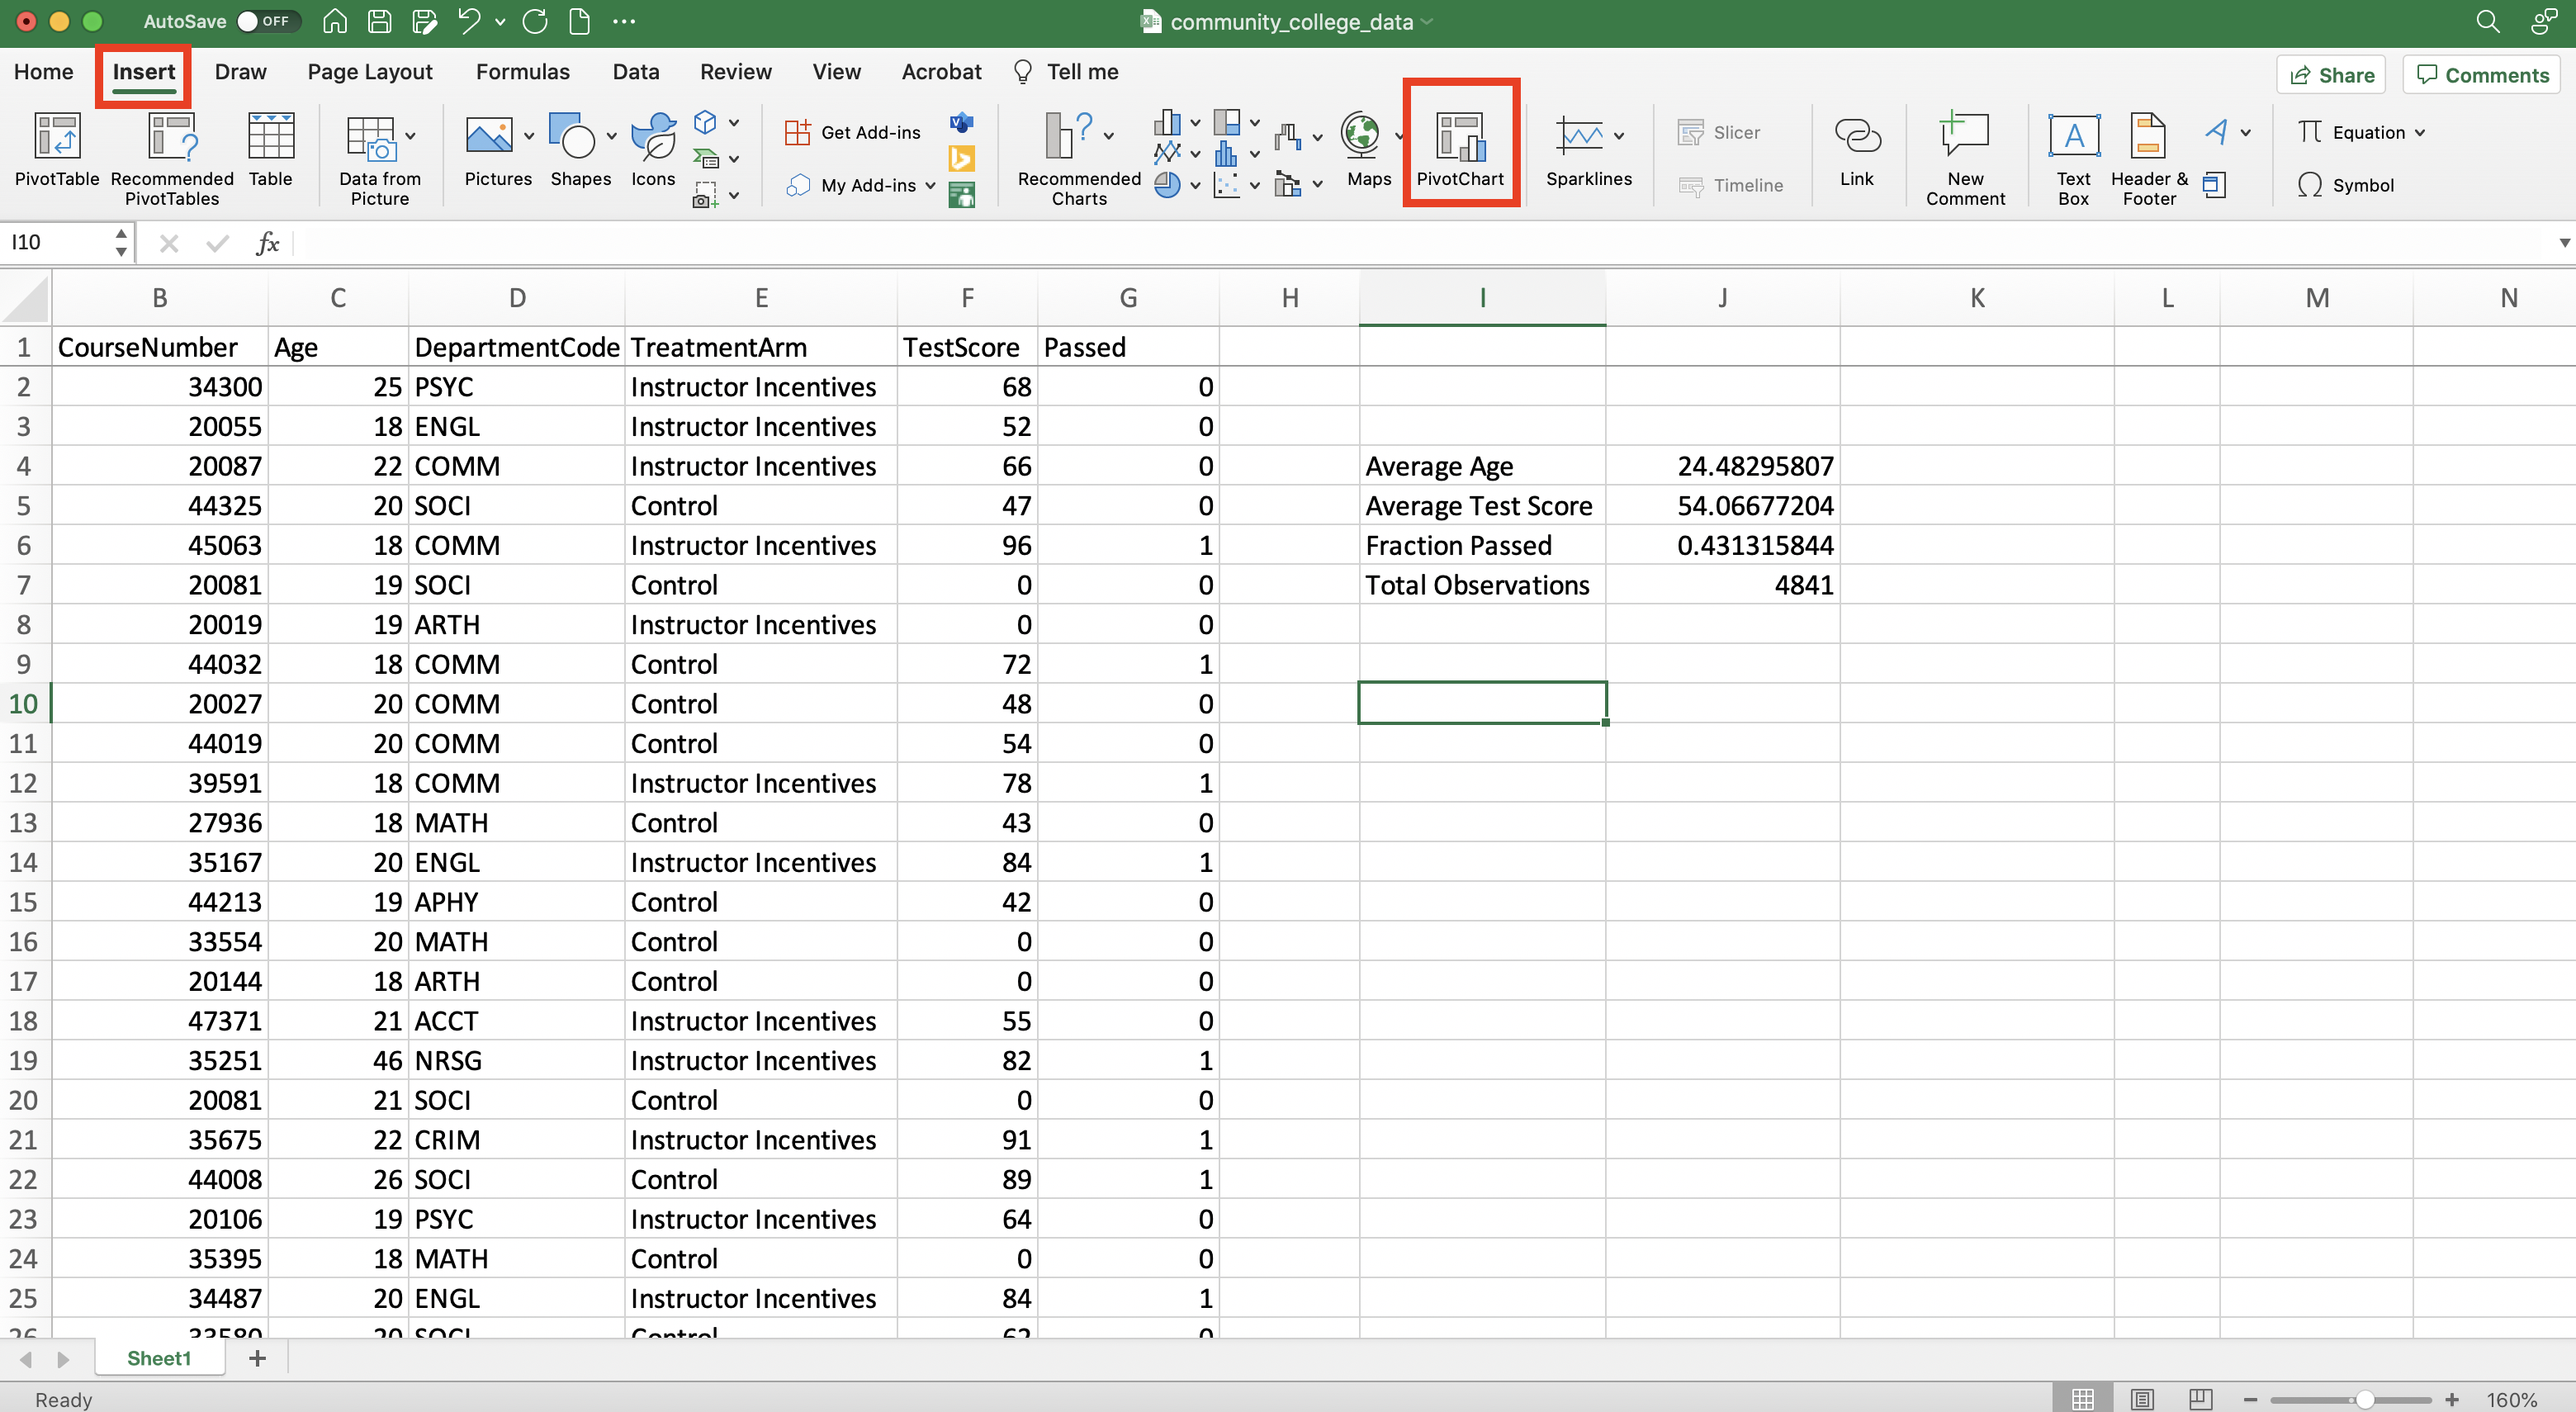 AutoSave OFF community_college_data
Home Insert Draw Page Layout Formulas Data Review View Acrobat Tell me Share Comments
PivotTable Recommended PivotTables Table Data from Picture Pictures Shapes Icons Get Add-ins My Add-ins Recommended Charts Maps PivotChart Sparklines Slicer Timeline Link New Comment Text Box Header & Footer Equation Symbol
I10 fx
B C D E F G H I J K L M N
1 CourseNumber Age DepartmentCode TreatmentArm TestScore Passed
2 34300 25 PSYC Instructor Incentives 68 0
3 20055 18 ENGL Instructor Incentives 52 0
4 20087 22 COMM Instructor Incentives 66 0 Average Age 24.48295807
5 44325 20 SOCI Control 47 0 Average Test Score 54.06677204
6 45063 18 COMM Instructor Incentives 96 1 Fraction Passed 0.431315844
7 20081 19 SOCI Control 0 0 Total Observations 4841
8 20019 19 ARTH Instructor Incentives 0 0
9 44032 18 COMM Control 72 1
10 20027 20 COMM Control 48 0
11 44019 20 COMM Control 54 0
12 39591 18 COMM Instructor Incentives 78 1
13 27936 18 MATH Control 43 0
14 35167 20 ENGL Instructor Incentives 84 1
15 44213 19 APHY Control 42 0
16 33554 20 MATH Control 0 0
17 20144 18 ARTH Control 0 0
18 47371 21 ACCT Instructor Incentives 55 0
19 35251 46 NRSG Instructor Incentives 82 1
20 20081 21 SOCI Control 0 0
21 35675 22 CRIM Instructor Incentives 91 1
22 44008 26 SOCI Control 89 1
23 20106 19 PSYC Instructor Incentives 64 0
24 35395 18 MATH Control 0 0
25 34487 20 ENGL Instructor Incentives 84 1
26 33580 20 SOCI Control 62 0
Sheet1
Ready 160%